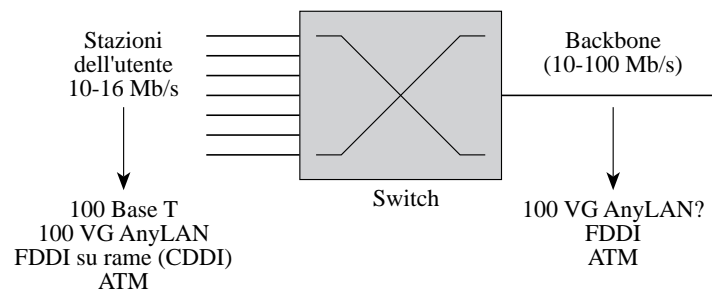 Stazioni
dell'utente
10-16 Mb/s
Backbone
(10-100 Mb/s)
Switch
100 Base T
100 VG AnyLAN
FDDI su rame (CDDI)
ATM
100 VG AnyLAN?
FDDI
ATM